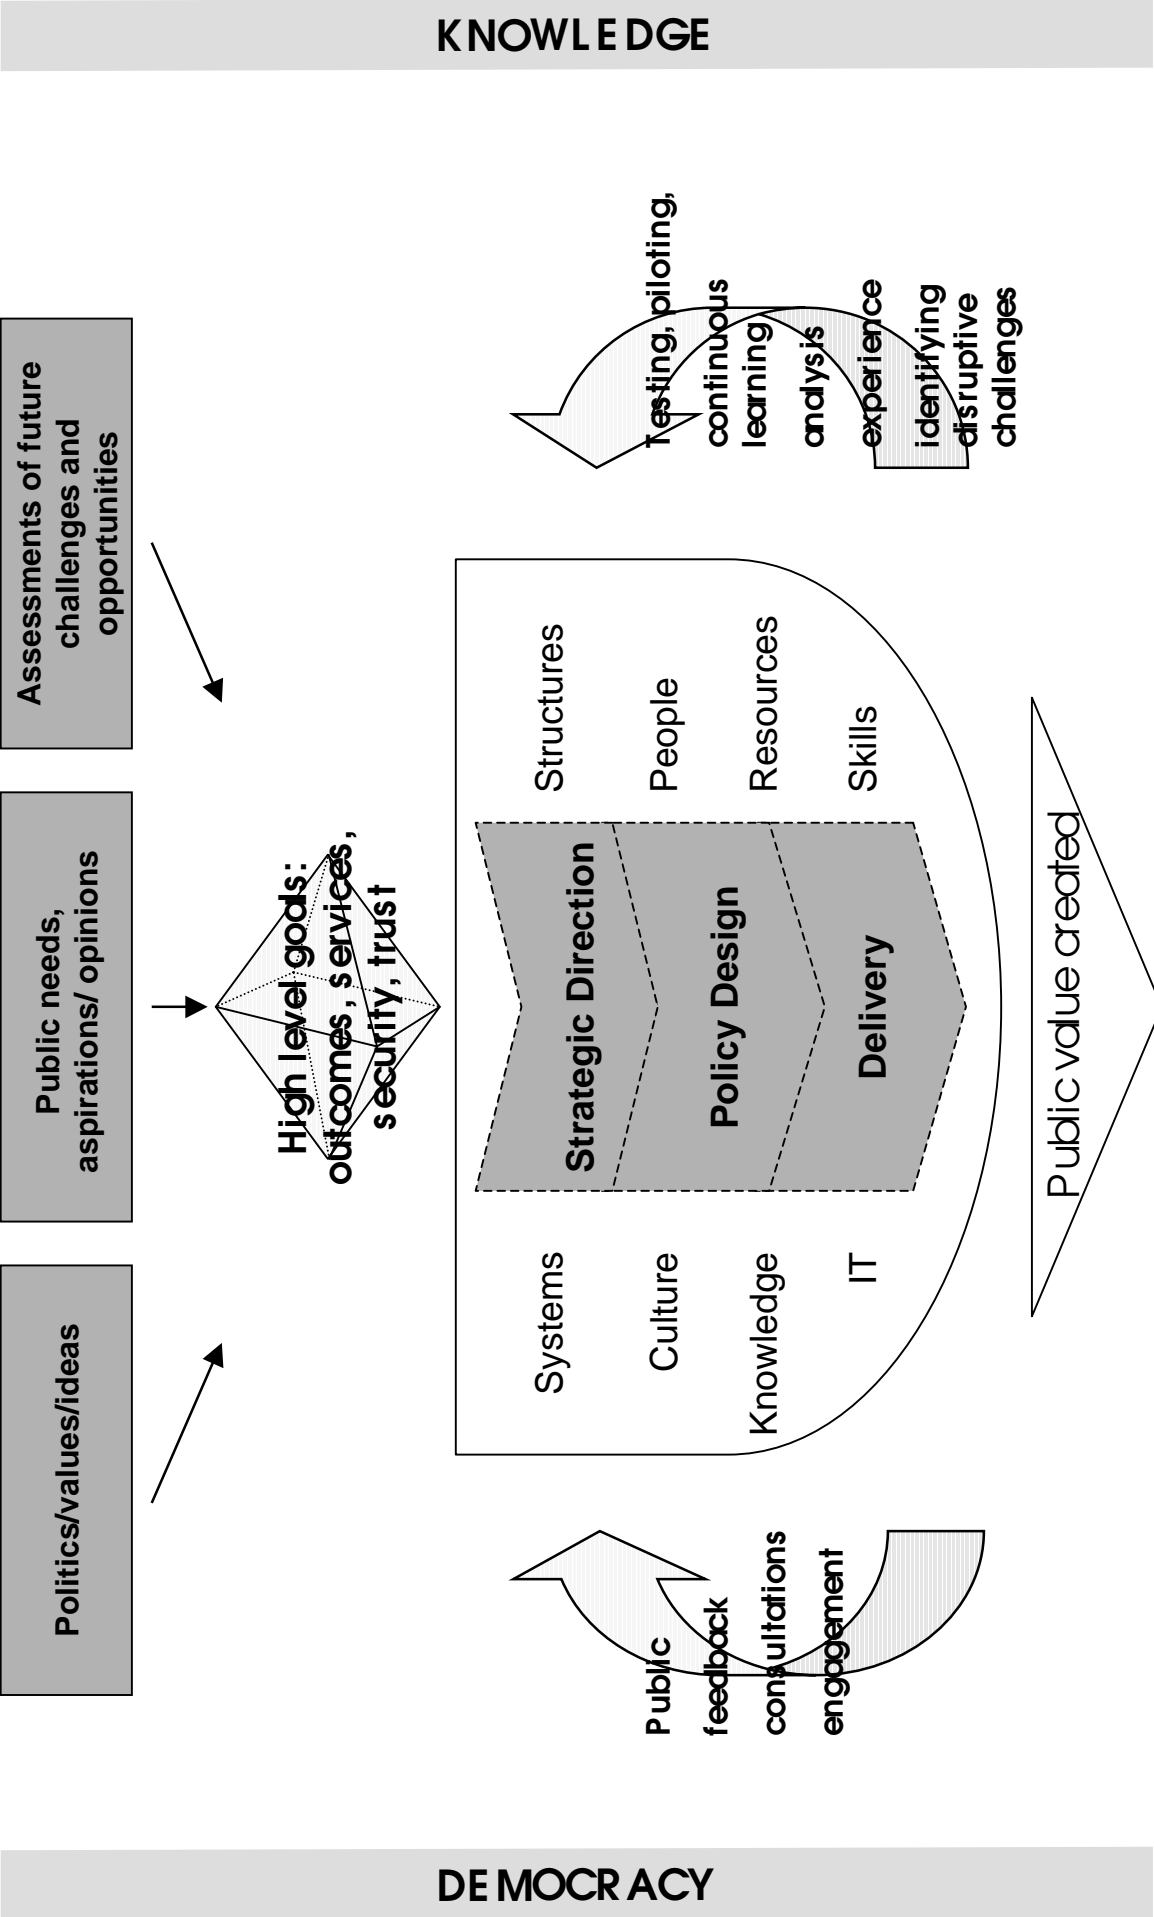 KNOWLEDGE
Politics/values/ideas
Public needs,
aspirations/ opinions
Assessments of future
challenges and
opportunities
High level goals:
outcomes, services,
security, trust
Systems
Culture
Knowledge
IT
Strategic Direction
Policy Design
Delivery
Structures
People
Resources
Skills
Public
feedback
consultations
engagement
Testing, piloting,
continuous
learning
analysis
experience
identifying
disruptive
challenges
Public value created
DEMOCRACY